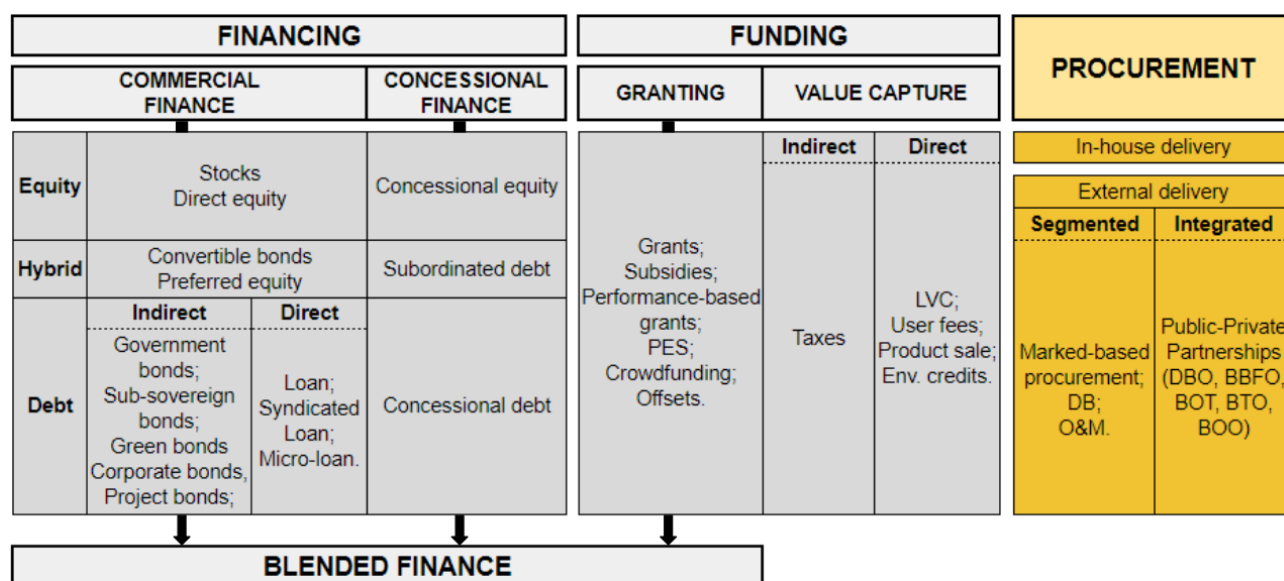 FINANCING
FUNDING
PROCUREMENT
COMMERCIAL
FINANCE
CONCESSIONAL
FINANCE
GRANTING
VALUE CAPTURE
Equity
Stocks
Direct equity
Concessional equity
Hybrid
Convertible bonds
Preferred equity
Subordinated debt
Debt
Indirect
Government
bonds;
Sub-sovereign
bonds;
Green bonds
Corporate bonds,
Project bonds;
Direct
Loan;
Syndicated
Loan;
Micro-loan.
Concessional debt
Grants;
Subsidies;
Performance-based
grants;
PES;
Crowdfunding;
Offsets.
Indirect
Taxes
Direct
LVC;
User fees;
Product sale;
Env. credits.
In-house delivery
External delivery
Segmented
Marked-based
procurement;
DB;
O&M.
Integrated
Public-Private
Partnerships
(DBO, BBFO,
BOT, BTO,
BOO)
BLENDED FINANCE